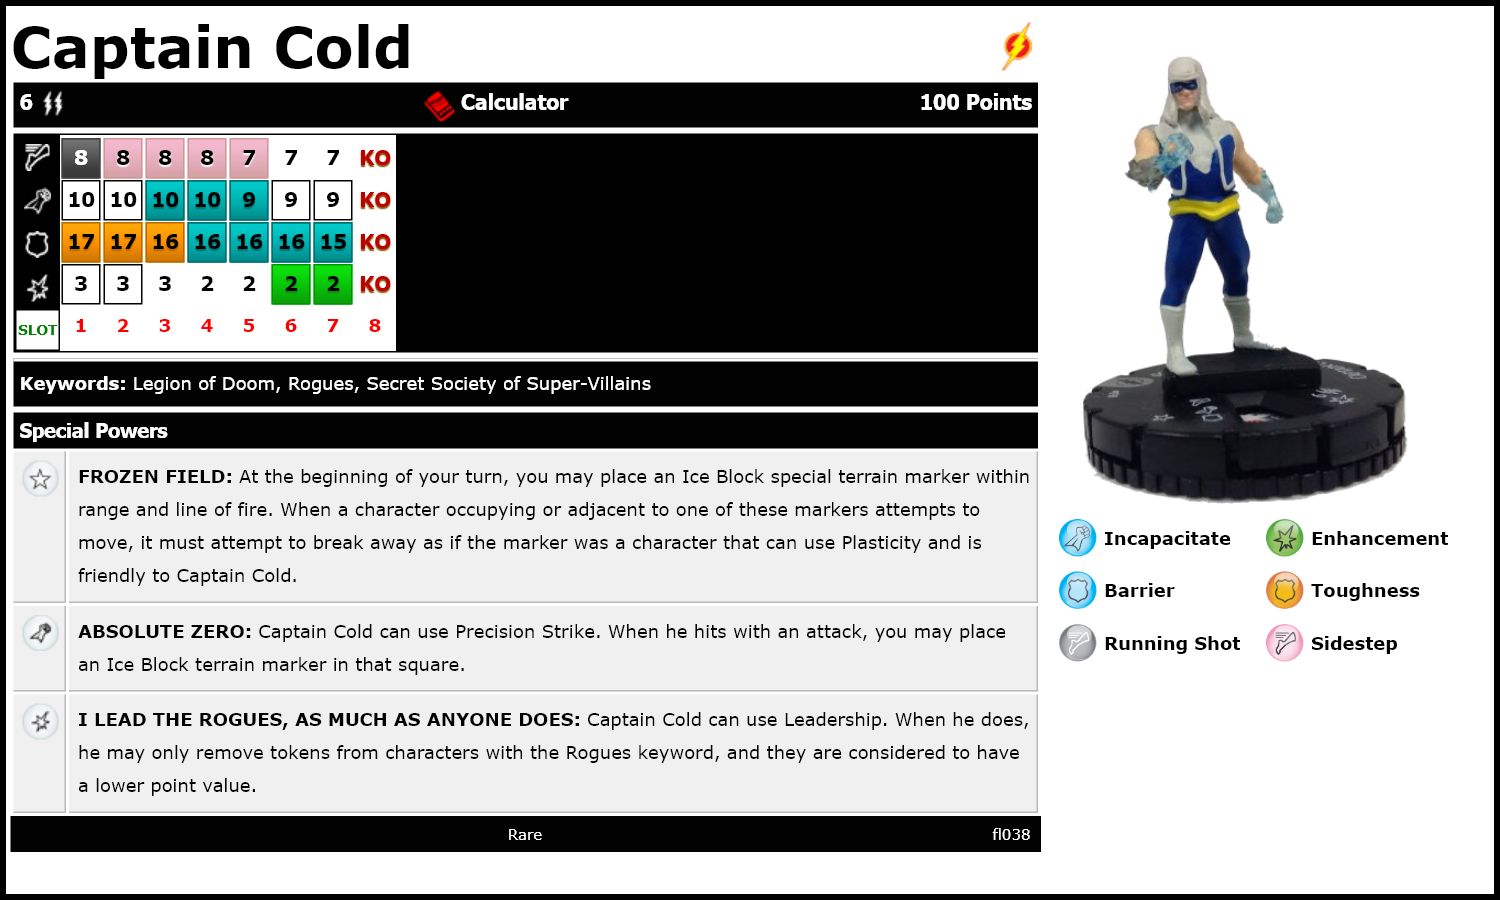 Captain Cold
6 Calculator 100 Points
8 8 8 8 7 7 7 KO
10 10 10 10 9 9 9 KO
17 17 16 16 16 16 15 KO
3 3 3 2 2 2 2 KO
SLOT 1 2 3 4 5 6 7 8
Keywords: Legion of Doom, Rogues, Secret Society of Super-Villains
Special Powers
FROZEN FIELD: At the beginning of your turn, you may place an Ice Block special terrain marker within
range and line of fire. When a character occupying or adjacent to one of these markers attempts to
move, it must attempt to break away as if the marker was a character that can use Plasticity and is
friendly to Captain Cold.
ABSOLUTE ZERO: Captain Cold can use Precision Strike. When he hits with an attack, you may place
an Ice Block terrain marker in that square.
I LEAD THE ROGUES, AS MUCH AS ANYONE DOES: Captain Cold can use Leadership. When he does,
he may only remove tokens from characters with the Rogues keyword, and they are considered to have
a lower point value.
Rare fl038
Incapacitate Enhancement
Barrier Toughness
Running Shot Sidestep